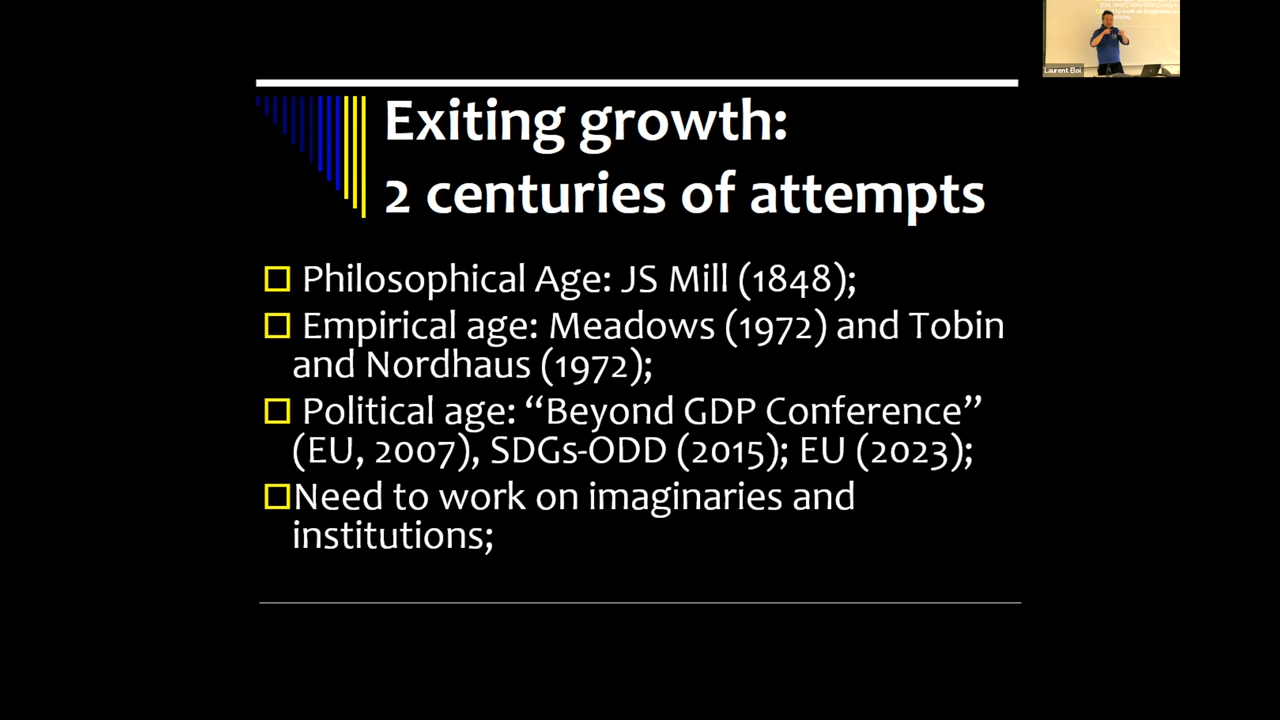 Exiting growth:
2 centuries of attempts
Philosophical Age: JS Mill (1848);
Empirical age: Meadows (1972) and Tobin
and Nordhaus (1972);
Political age: “Beyond GDP Conference”
(EU, 2007), SDGs-ODD (2015); EU (2023);
Need to work on imaginaries and
institutions;
Laurent Eloi